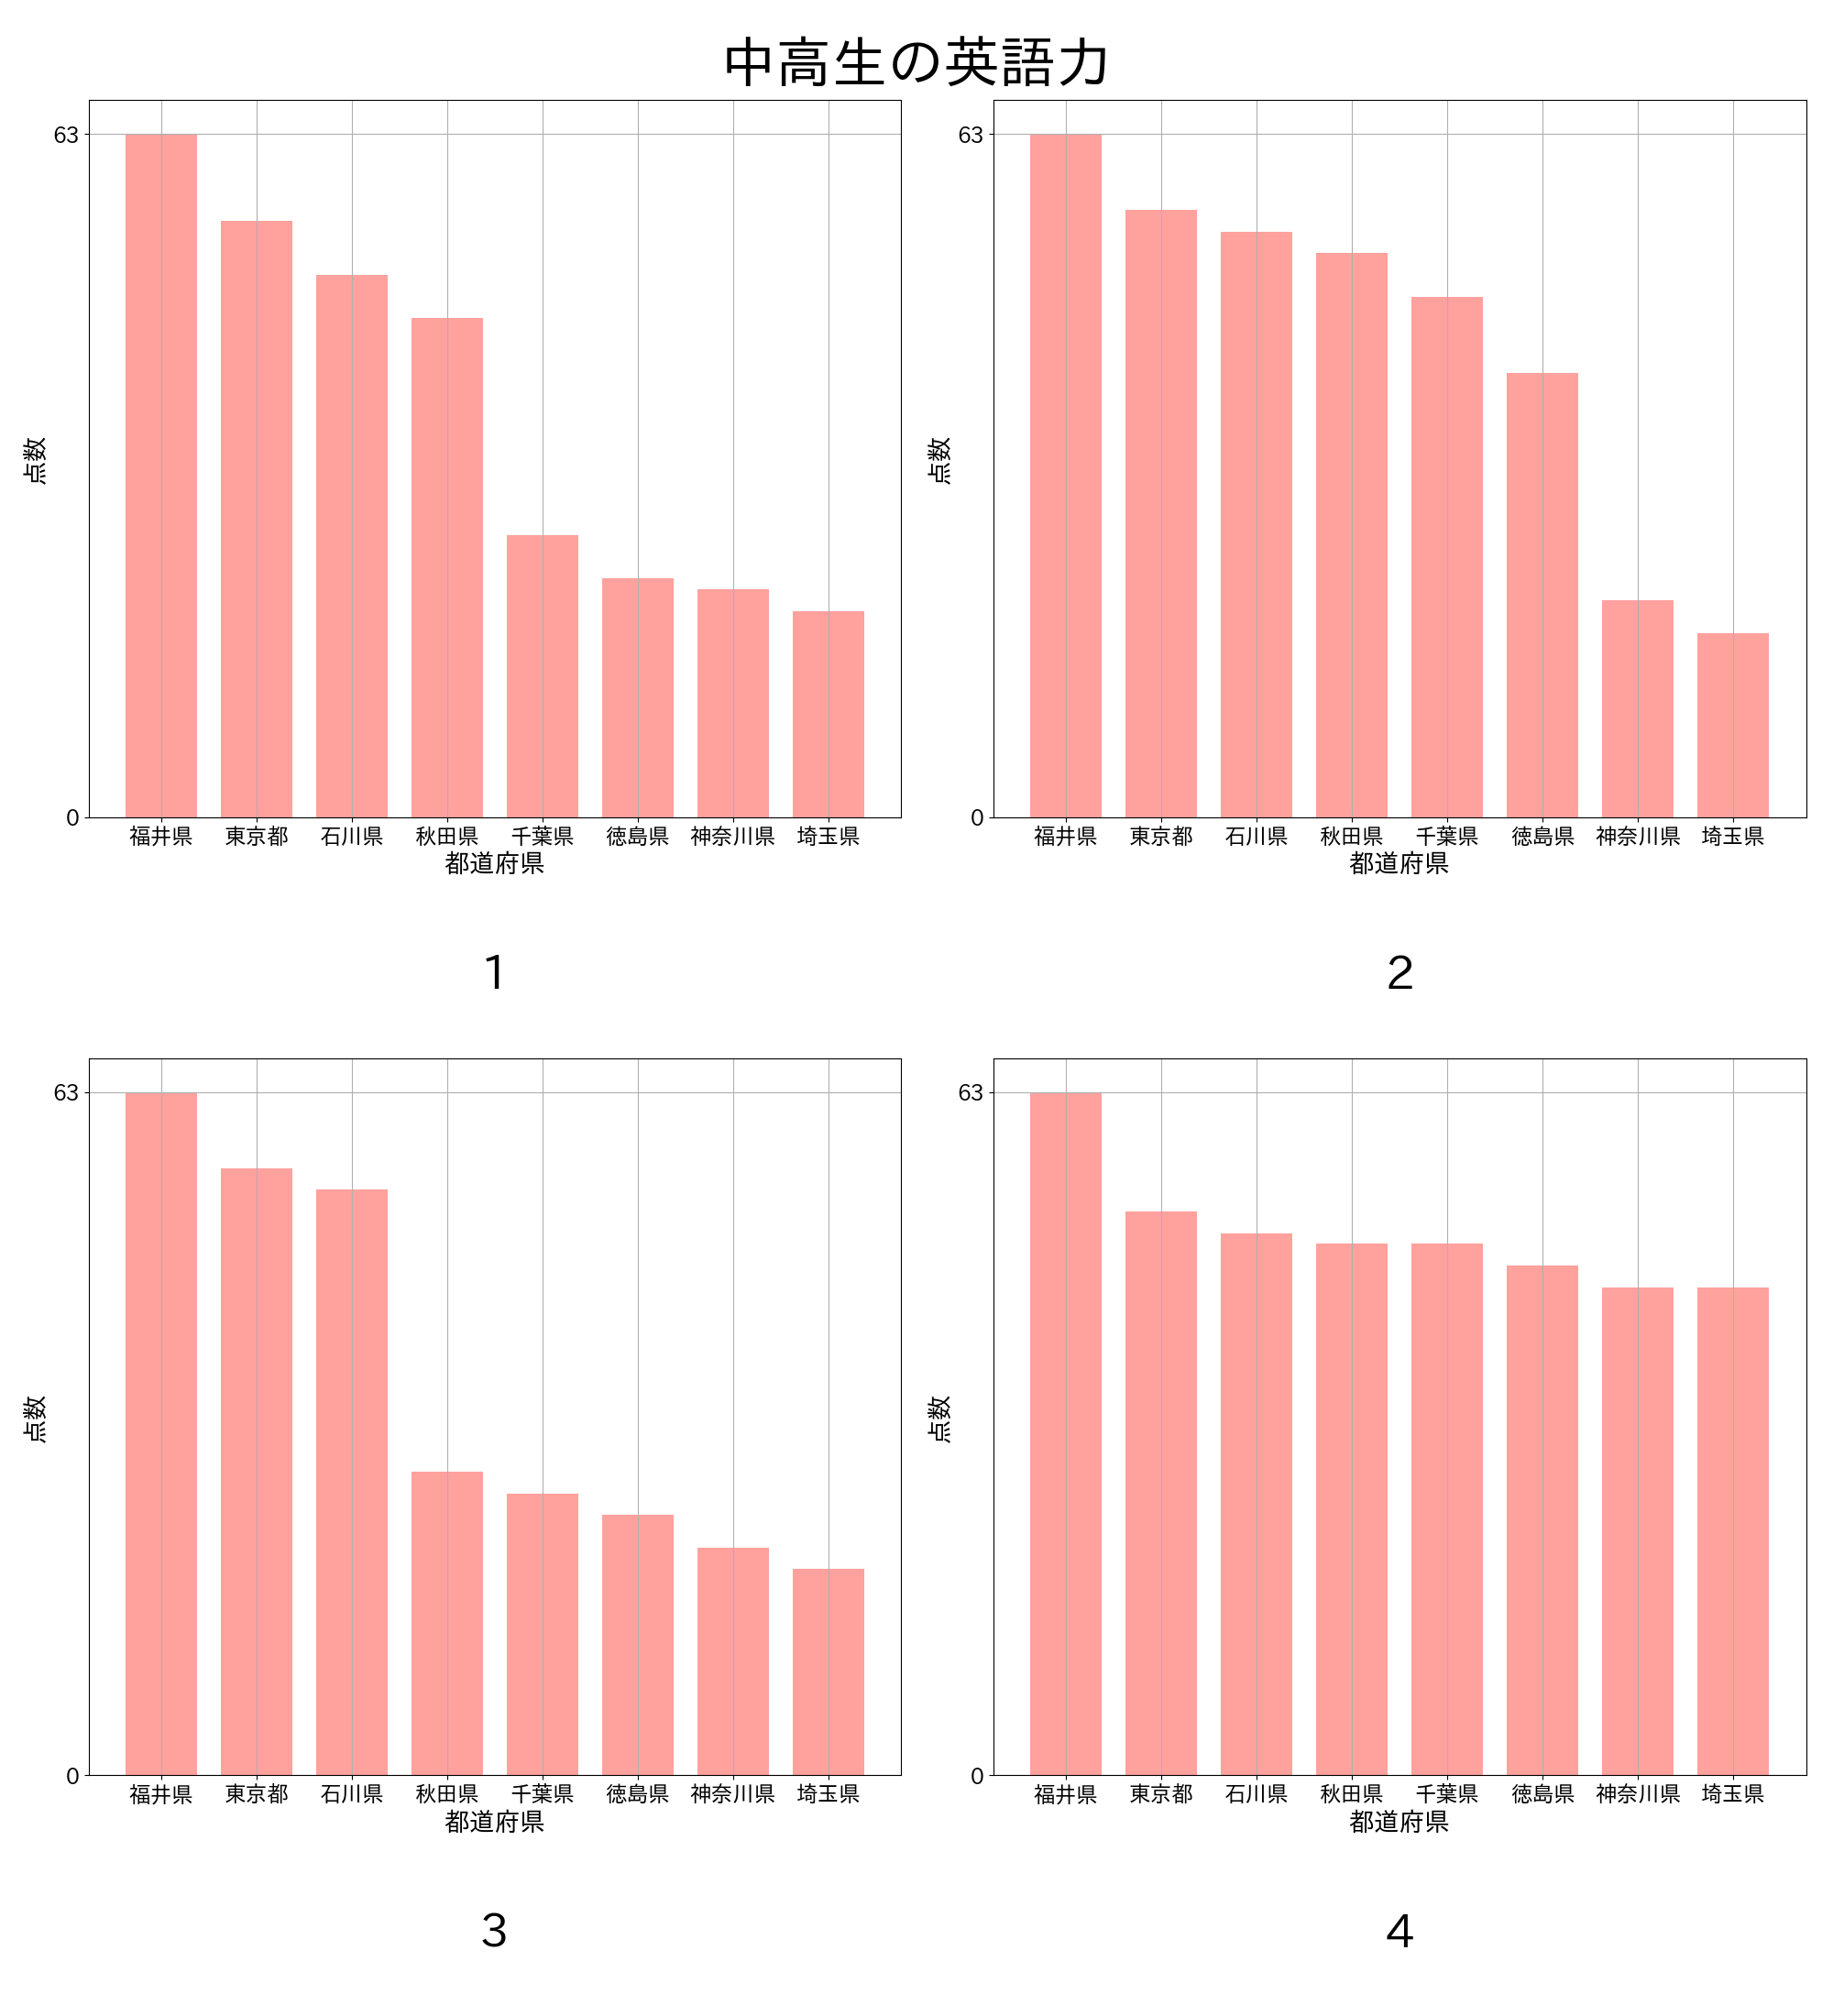 中高生の英語力
63
0
点数
福井県 東京都 石川県 秋田県 千葉県 徳島県 神奈川県 埼玉県
都道府県
1
63
0
点数
福井県 東京都 石川県 秋田県 千葉県 徳島県 神奈川県 埼玉県
都道府県
2
63
0
点数
福井県 東京都 石川県 秋田県 千葉県 徳島県 神奈川県 埼玉県
都道府県
3
63
0
点数
福井県 東京都 石川県 秋田県 千葉県 徳島県 神奈川県 埼玉県
都道府県
4